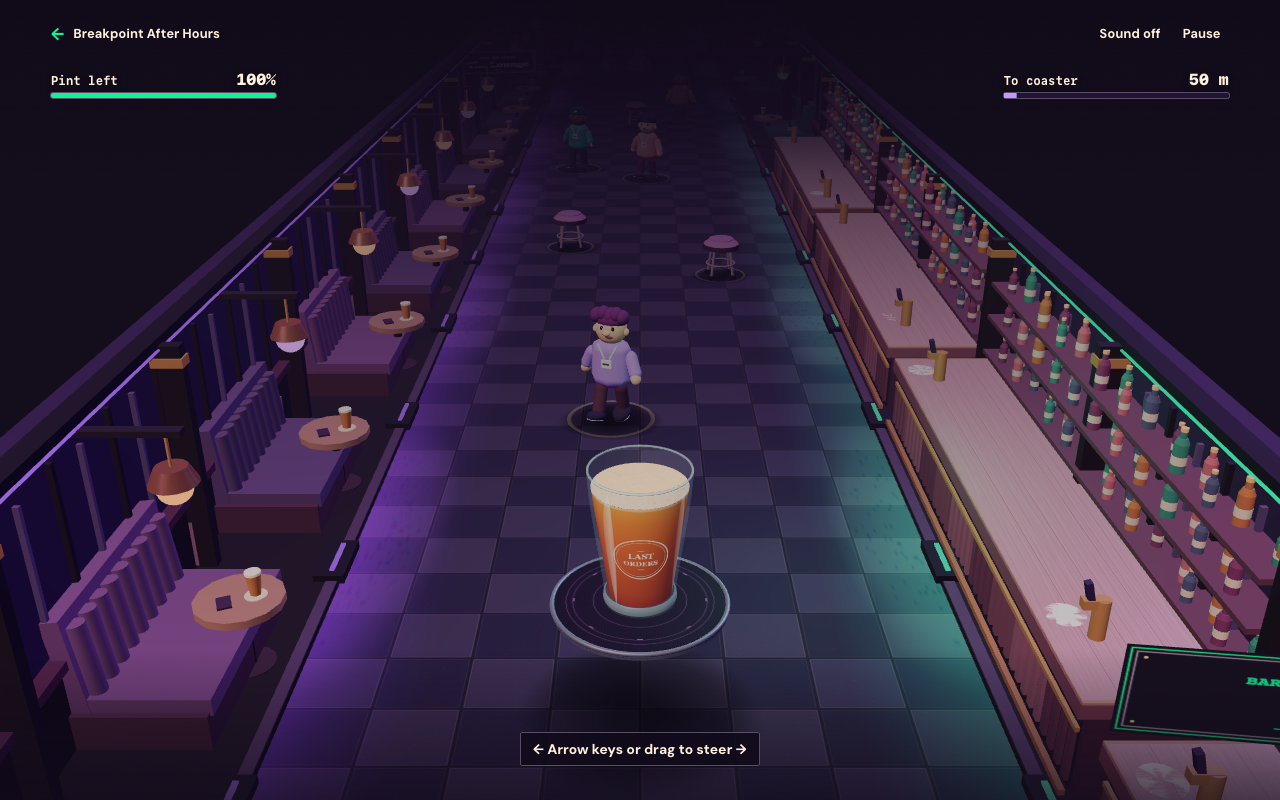 ← Breakpoint After Hours
Sound off
Pause
Pint left 100%
To coaster 50 m
LAST
ORDERS
BAR
← Arrow keys or drag to steer →